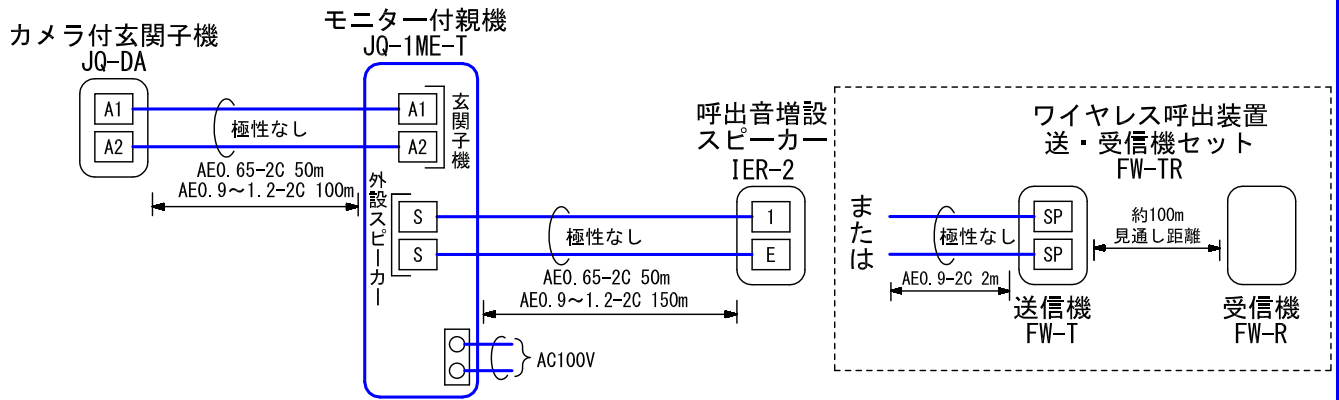 カメラ付玄関子機
JQ-DA
A1
A2
極性なし
AE0.65-2C 50m
AE0.9～1.2-2C 100m
モニター付親機
JQ-1ME-T
A1
A2
玄関子機
外設スピーカー
S
S
極性なし
AE0.65-2C 50m
AE0.9～1.2-2C 150m
AC100V
呼出音増設
スピーカー
IER-2
1
E
または
極性なし
AE0.9-2C 2m
ワイヤレス呼出装置
送・受信機セット
FW-TR
SP
SP
送信機
FW-T
約100m
見通し距離
受信機
FW-R